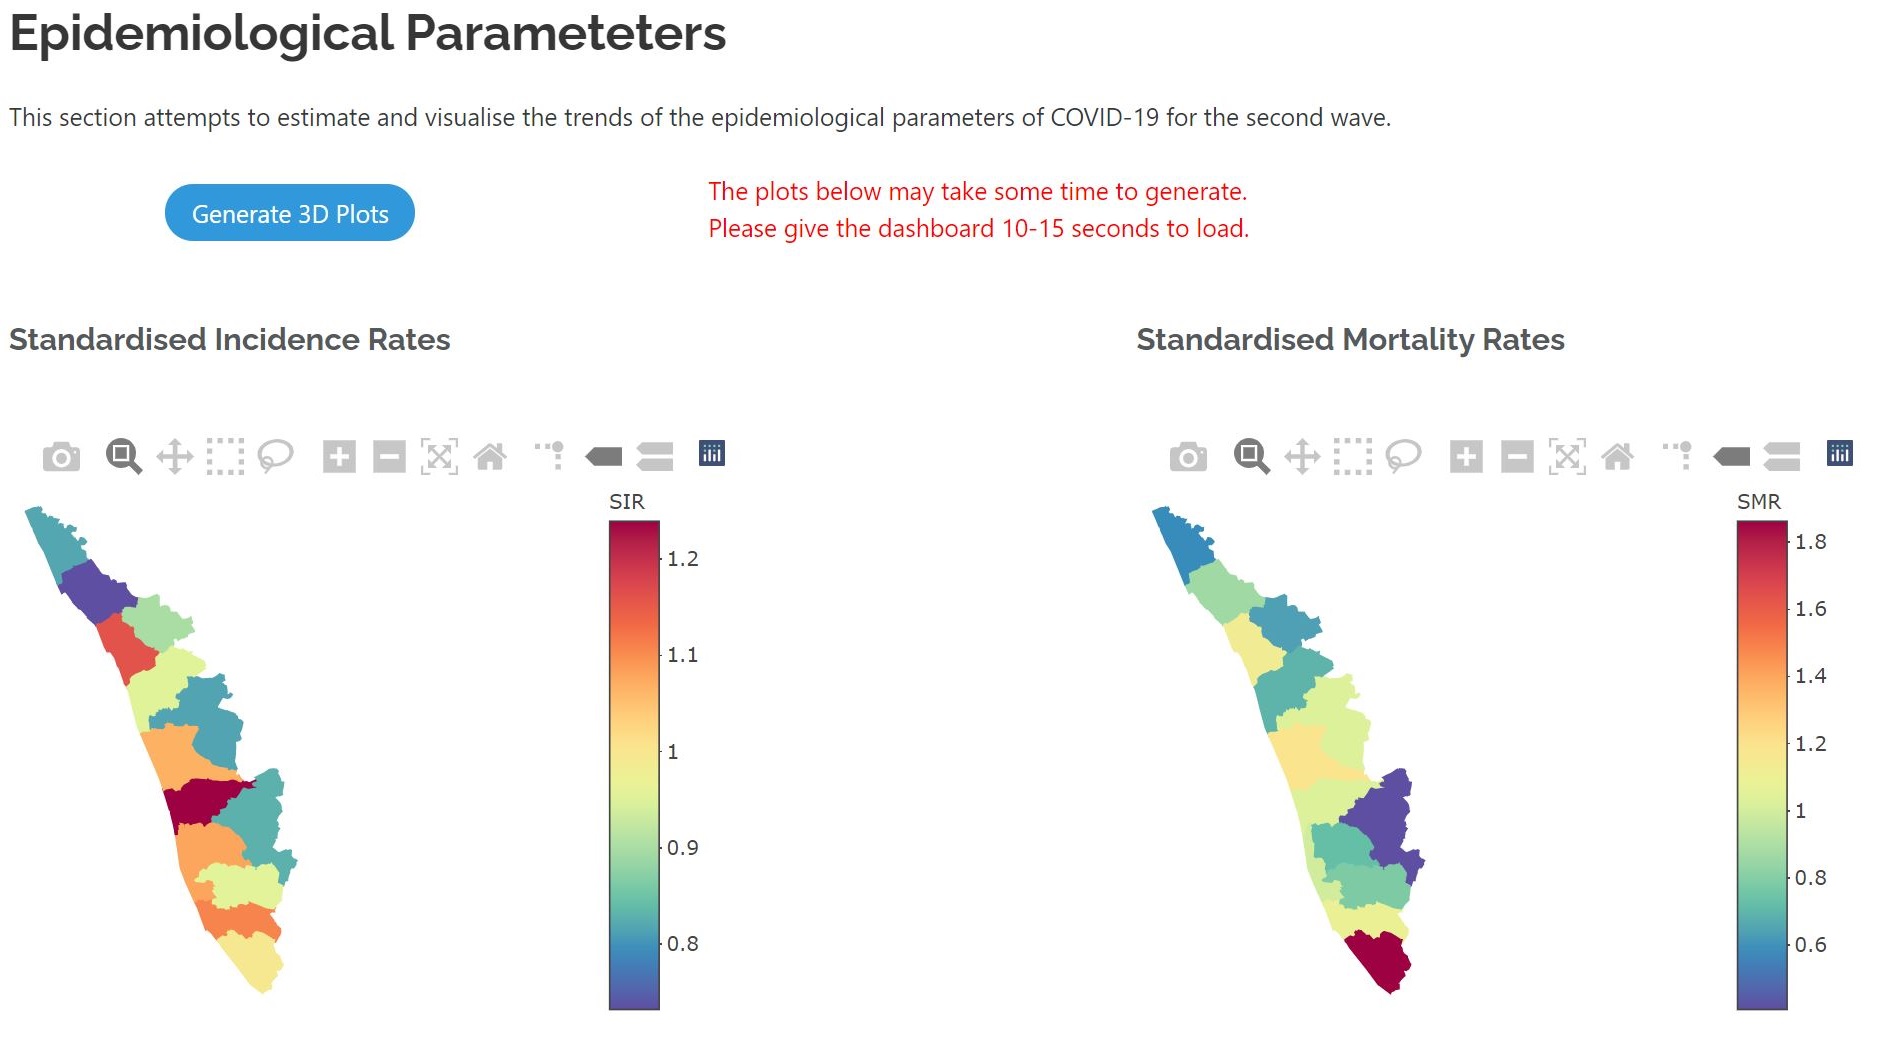 Epidemiological Parameteters
This section attempts to estimate and visualise the trends of the epidemiological parameters of COVID-19 for the second wave.
Generate 3D Plots
The plots below may take some time to generate.
Please give the dashboard 10-15 seconds to load.
Standardised Incidence Rates
Standardised Mortality Rates
SIR
1.2
1.1
1
0.9
0.8
SMR
1.8
1.6
1.4
1.2
1
0.8
0.6